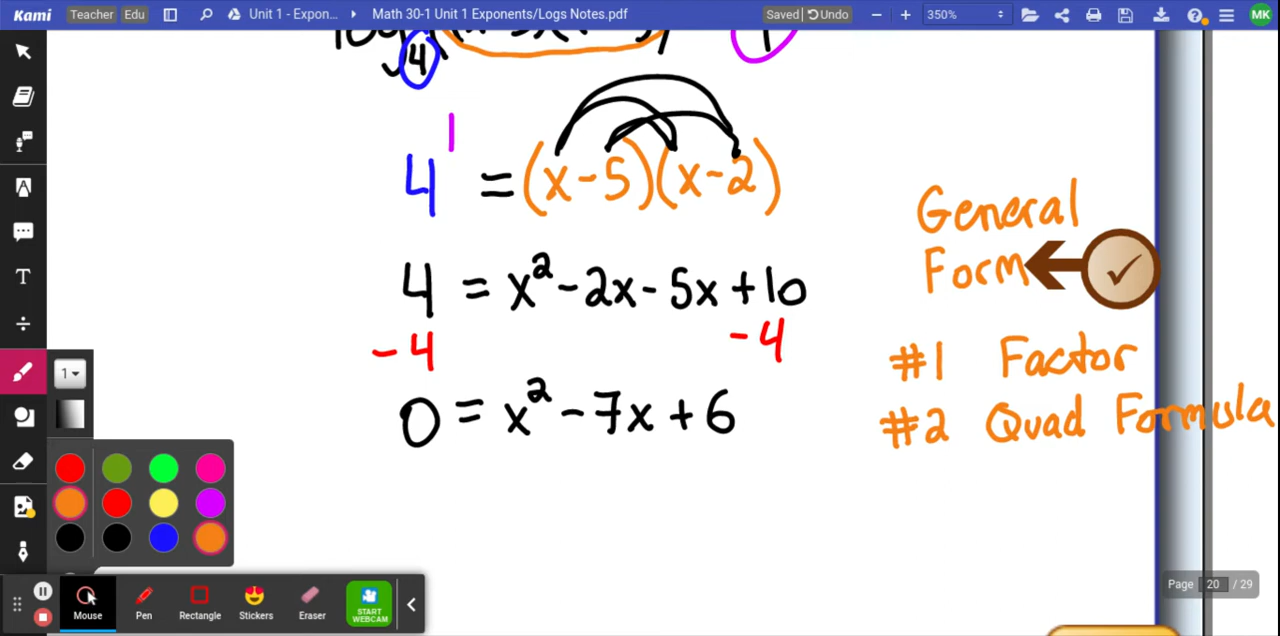 Kami Teacher Edu Unit 1 - Expon... Math 30-1 Unit 1 Exponents/Logs Notes.pdf Saved Undo 350% MK
4
4¹ = (x-5)(x-2)
4 = x² - 2x - 5x + 10
-4 -4
0 = x² - 7x + 6
General
Form
#1 Factor
#2 Quad Formula
T
1
Page 20 / 29
Mouse Pen Rectangle Stickers Eraser START WEBCAM